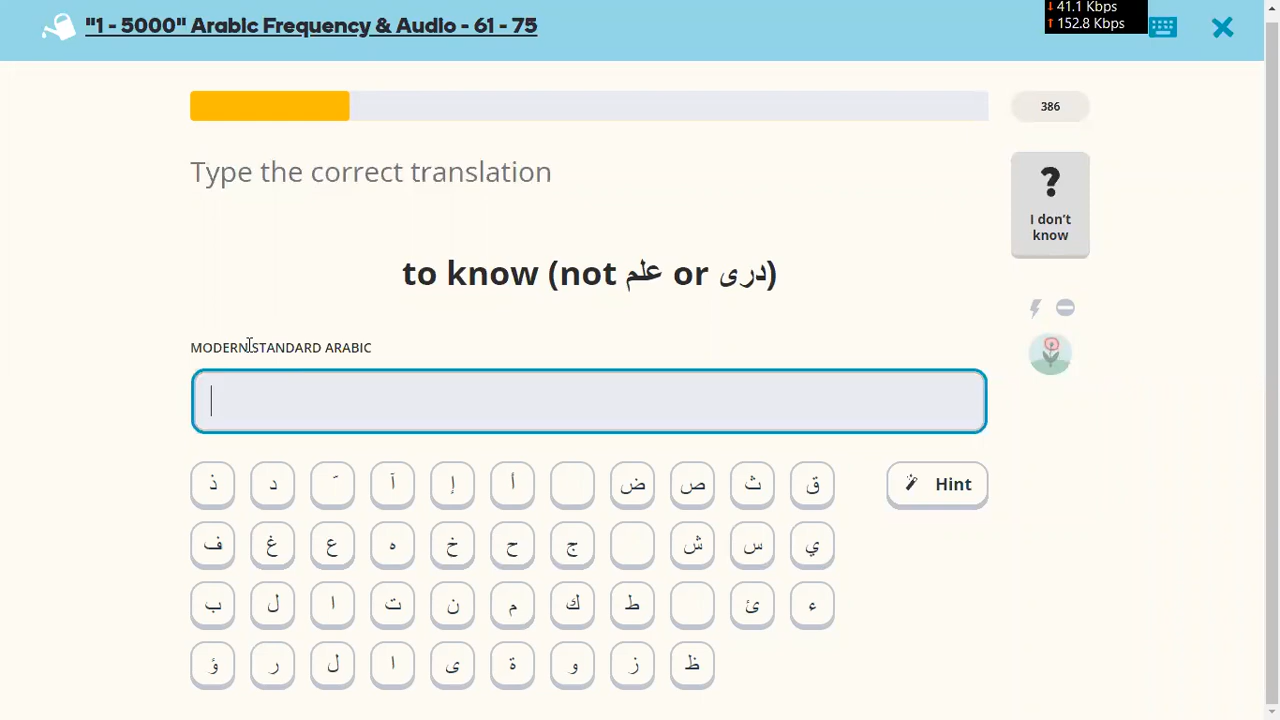 41.1 Kbps
152.8 Kbps
"1 - 5000" Arabic Frequency & Audio - 61 - 75
386
Type the correct translation
?
I don't know
to know (not علم or درى)
MODERN STANDARD ARABIC
ذ د َ آ إ أ ض ص ث ق
Hint
ف غ ع ه خ ح ج ش س ي
ب ل ا ت ن م ك ط ئ ء
ؤ ر ل ا ى ة و ز ظ